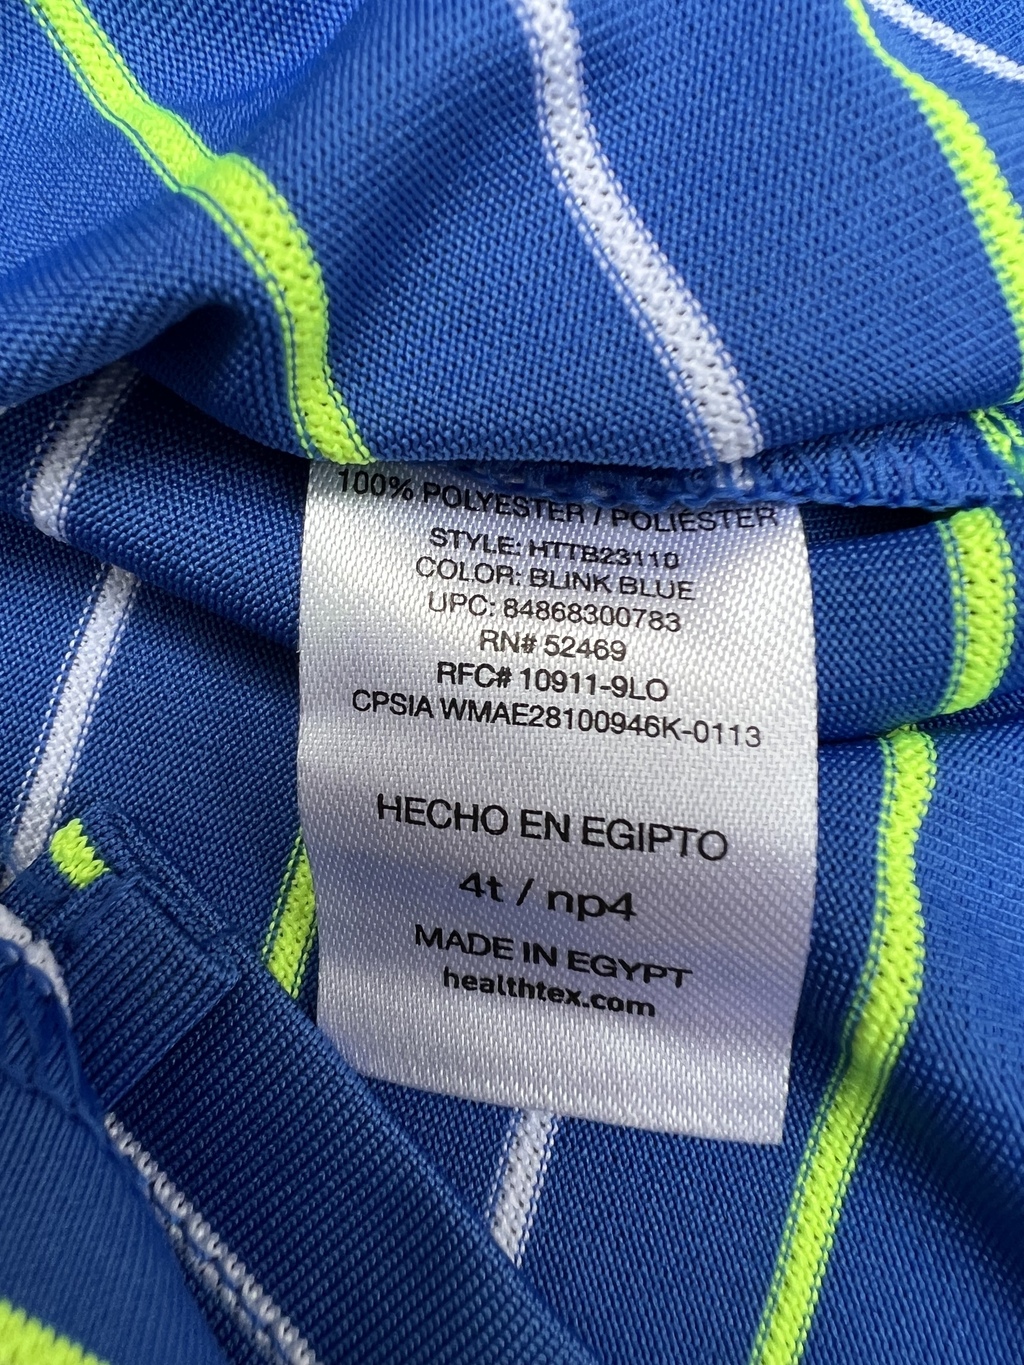 100% POLYESTER / POLIÉSTER
STYLE: HTTB23110
COLOR: BLINK BLUE
UPC: 84868300783
RN# 52469
RFC# 10911-9LO
CPSIA WMAE28100946K-0113
HECHO EN EGIPTO
4t / np4
MADE IN EGYPT
healthtex.com